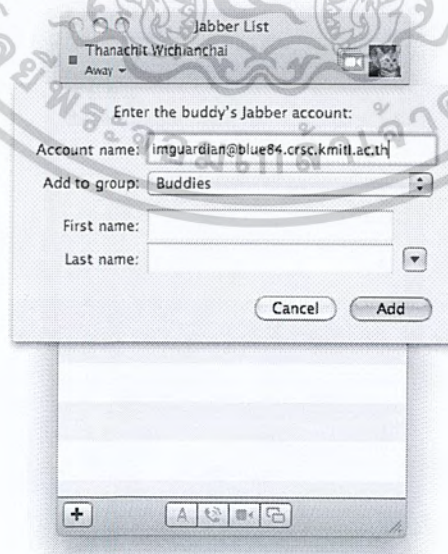 Jabber List
Thanachit Wichianchai
Away
Enter the buddy's Jabber account:
Account name: imguardian@blue84.crsc.kmitl.ac.th
Add to group: Buddies
First name:
Last name:
Cancel Add
A